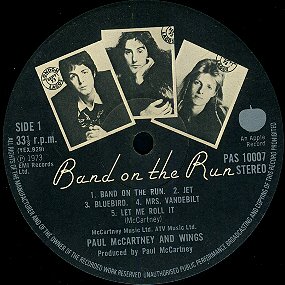 SIDE 1
33⅓ r.p.m.
(YEX.929)
℗ 1973
EMI Records
Ltd.
An Apple
Record
PAS 10007
STEREO
Band on the Run
1. BAND ON THE RUN. 2. JET
3. BLUEBIRD. 4. MRS. VANDEBILT
5. LET ME ROLL IT
(McCartney)
McCartney Music Ltd. ATV Music Ltd.
PAUL McCARTNEY AND WINGS
Produced by Paul McCartney
ALL RIGHTS OF THE MANUFACTURER AND OF THE OWNER OF THE RECORDED WORK RESERVED UNAUTHORISED PUBLIC PERFORMANCE BROADCASTING AND COPYING OF THIS RECORD PROHIBITED